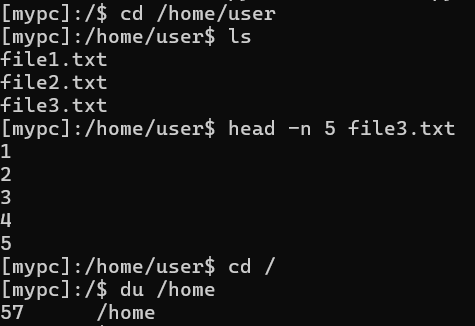 [mypc]:/$ cd /home/user
[mypc]:/home/user$ ls
file1.txt
file2.txt
file3.txt
[mypc]:/home/user$ head -n 5 file3.txt
1
2
3
4
5
[mypc]:/home/user$ cd /
[mypc]:/$ du /home
57      /home